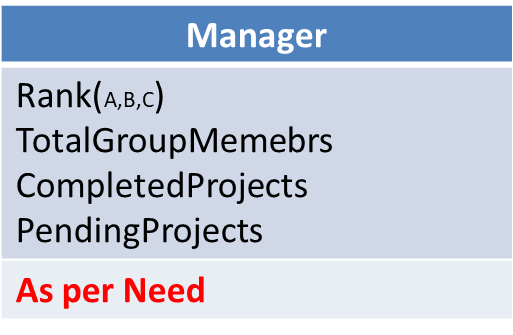 Manager
Rank(A,B,C)
TotalGroupMemebrs
CompletedProjects
PendingProjects
As per Need